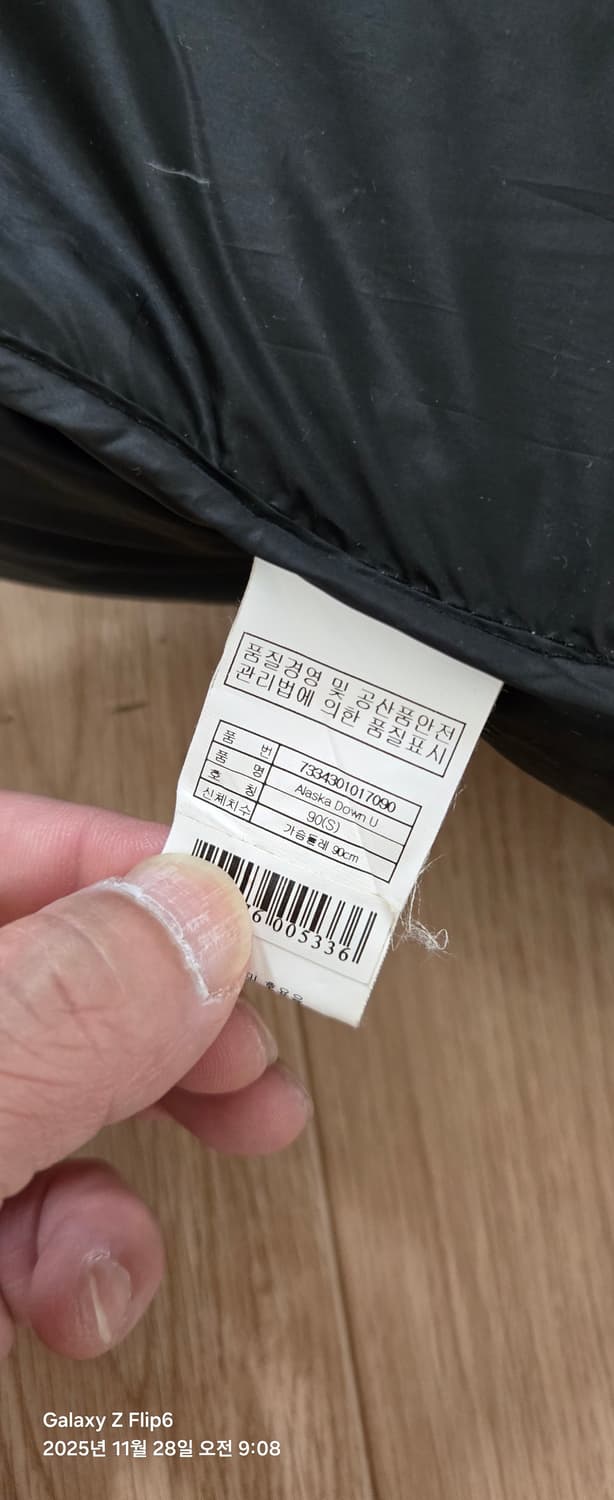 품질경영 및 공산품안전
관리법에 의한 품질표시
품 번 7334301017090
품 명 Alaska Down U
호 칭 90(S)
신체치수 가슴둘레 90cm
6 005336
Galaxy Z Flip6
2025년 11월 28일 오전 9:08